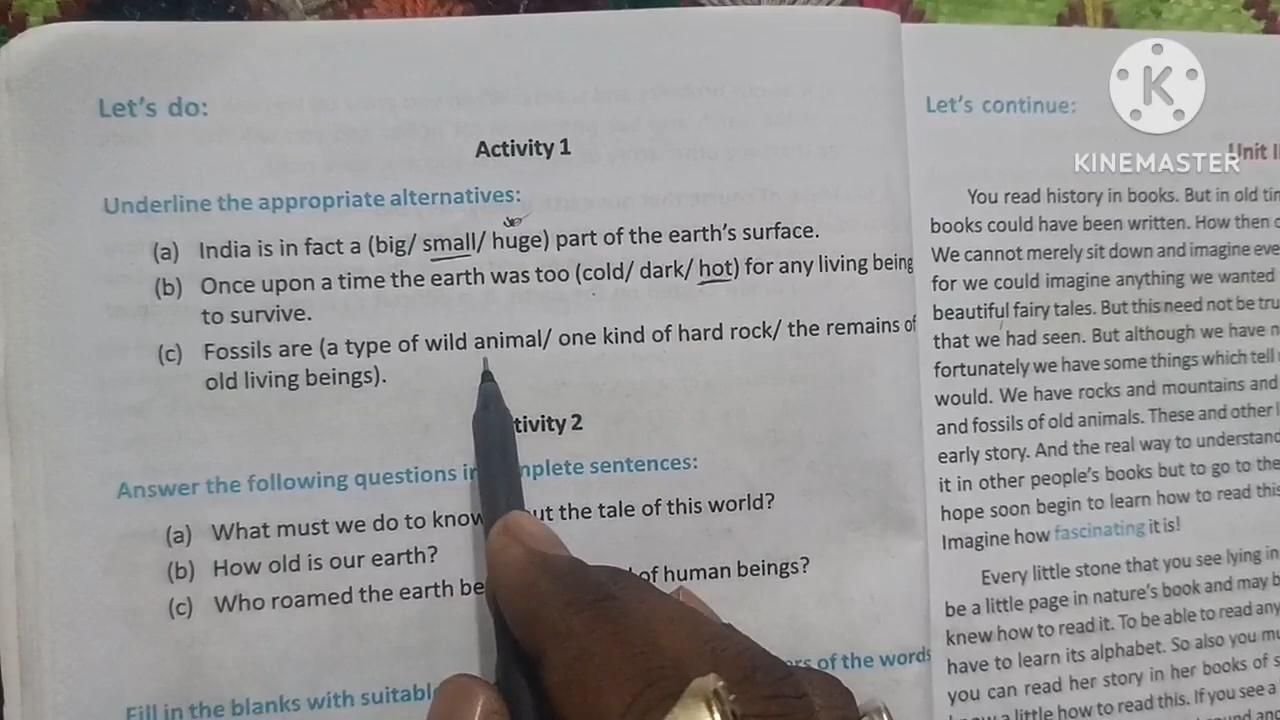 Let's do:
Activity 1
Underline the appropriate alternatives:
(a) India is in fact a (big/ small/ huge) part of the earth's surface.
(b) Once upon a time the earth was too (cold/ dark/ hot) for any living being
to survive.
(c) Fossils are (a type of wild animal/ one kind of hard rock/ the remains of
old living beings).
2
Answer the following questions in sentences:
(a) What must we do to know the tale of this world?
(b) How old is our earth?
(c) Who roamed the earth of human beings?
Fill in the blanks with of the words
Let's continue:
KINEMASTER
Unit
You read history in books. But in old
books could have been written. How then
We cannot merely sit down and imagine
for we could imagine anything we wanted
beautiful fairy tales. But this need not be
that we had seen. But although we have
fortunately we have some things which tell
would. We have rocks and mountains and
and fossils of old animals. These and other
early story. And the real way to understand
it in other people's books but to go to the
hope soon begin to learn how to read this
Imagine how fascinating it is!
Every little stone that you see lying in
be a little page in nature's book and may
knew how to read it. To be able to read
have to learn its alphabet. So also you
you can read her story in her books of
a little how to read this. If you see a